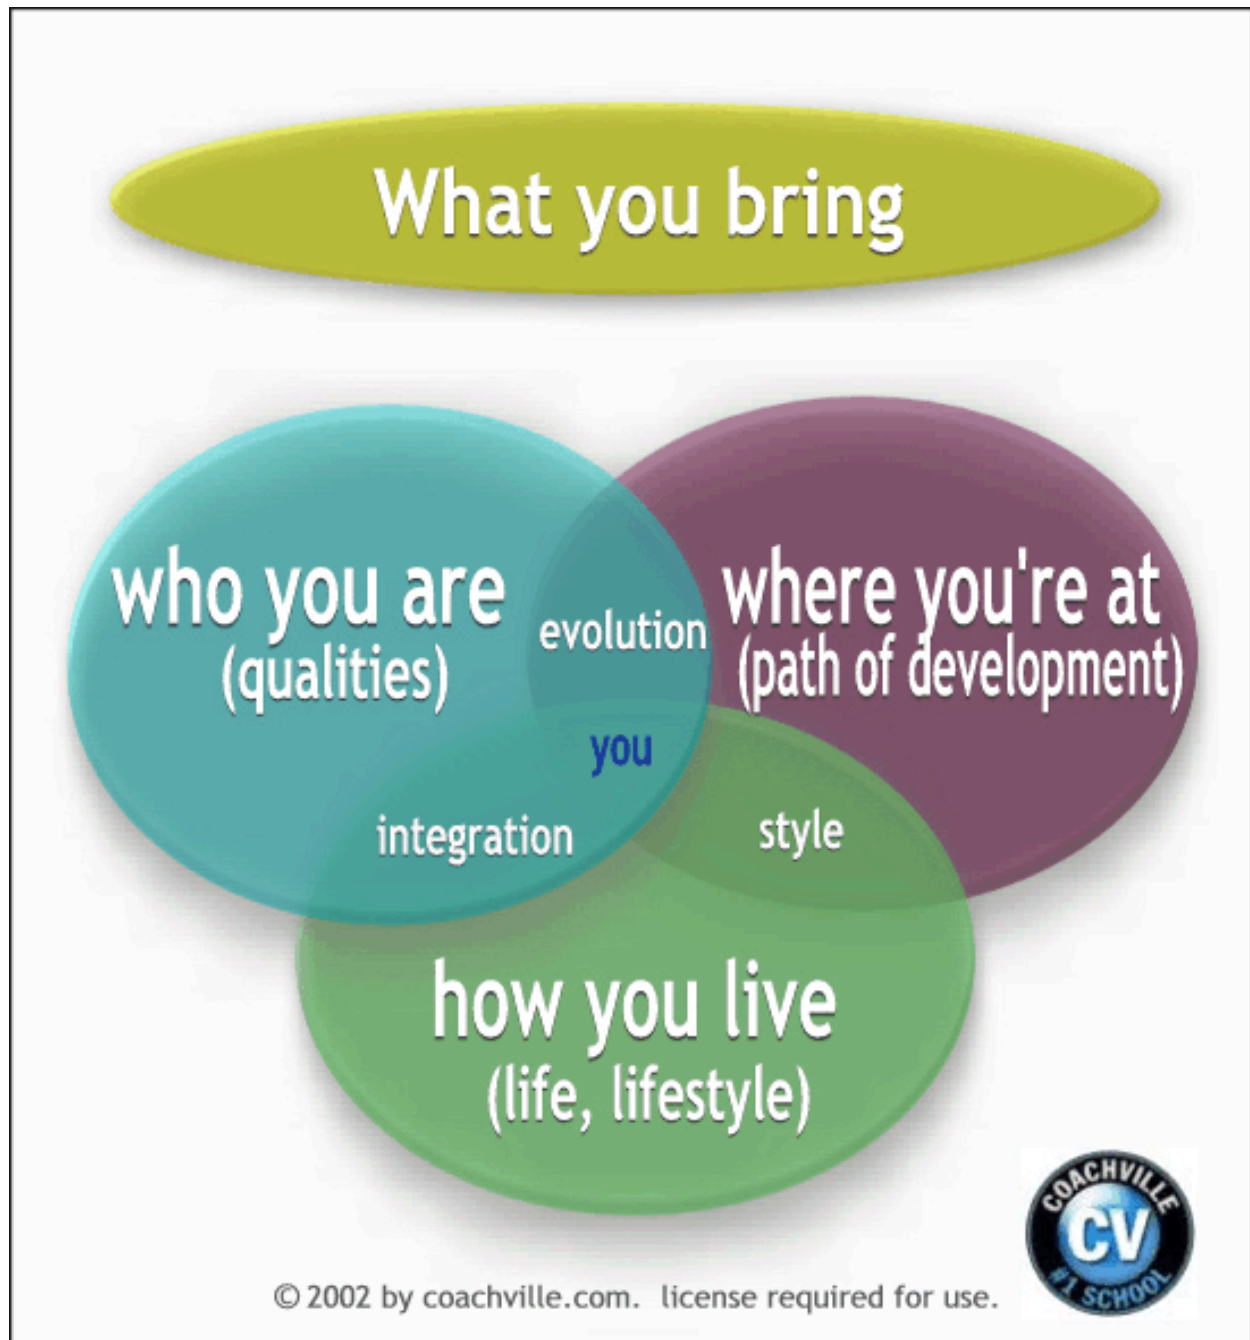 What you bring
who you are
(qualities)
evolution
where you're at
(path of development)
you
integration
style
how you live
(life, lifestyle)
COACHVILLE
CV
#1 SCHOOL
© 2002 by coachville.com. license required for use.